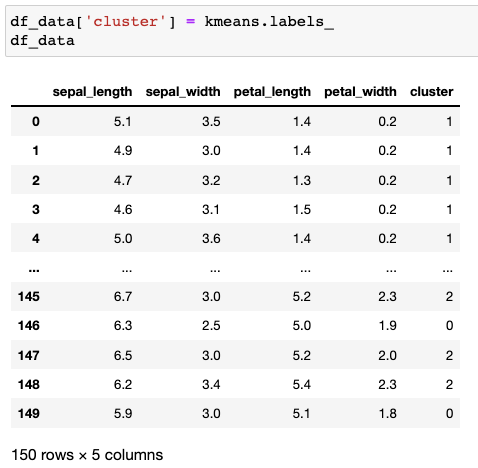 df_data['cluster'] = kmeans.labels_
df_data
sepal_length sepal_width petal_length petal_width cluster
0 5.1 3.5 1.4 0.2 1
1 4.9 3.0 1.4 0.2 1
2 4.7 3.2 1.3 0.2 1
3 4.6 3.1 1.5 0.2 1
4 5.0 3.6 1.4 0.2 1
... ... ... ... ... ...
145 6.7 3.0 5.2 2.3 2
146 6.3 2.5 5.0 1.9 0
147 6.5 3.0 5.2 2.0 2
148 6.2 3.4 5.4 2.3 2
149 5.9 3.0 5.1 1.8 0
150 rows × 5 columns